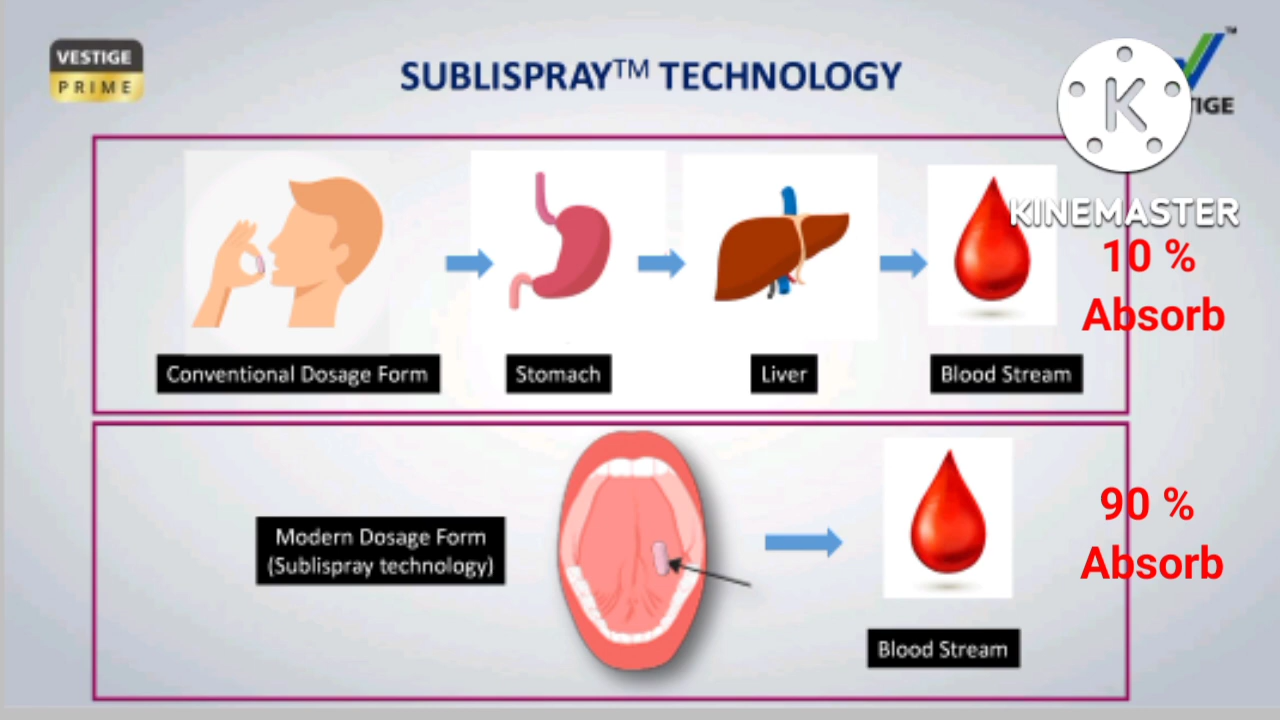 VESTIGE
PRIME
SUBLISPRAY™ TECHNOLOGY
TIGE
™
K
KINEMASTER
10 %
Absorb
Conventional Dosage Form
Stomach
Liver
Blood Stream
Modern Dosage Form
(Sublispray technology)
90 %
Absorb
Blood Stream